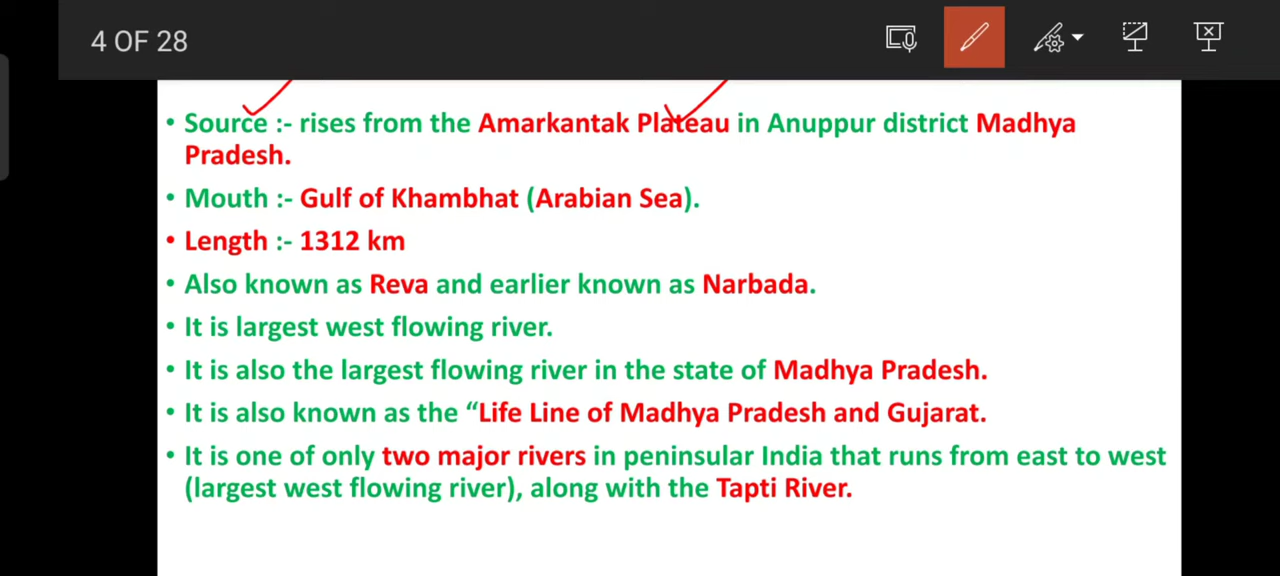 4 OF 28
• Source :- rises from the Amarkantak Plateau in Anuppur district Madhya
Pradesh.
• Mouth :- Gulf of Khambhat (Arabian Sea).
• Length :- 1312 km
• Also known as Reva and earlier known as Narbada.
• It is largest west flowing river.
• It is also the largest flowing river in the state of Madhya Pradesh.
• It is also known as the “Life Line of Madhya Pradesh and Gujarat.
• It is one of only two major rivers in peninsular India that runs from east to west
(largest west flowing river), along with the Tapti River.